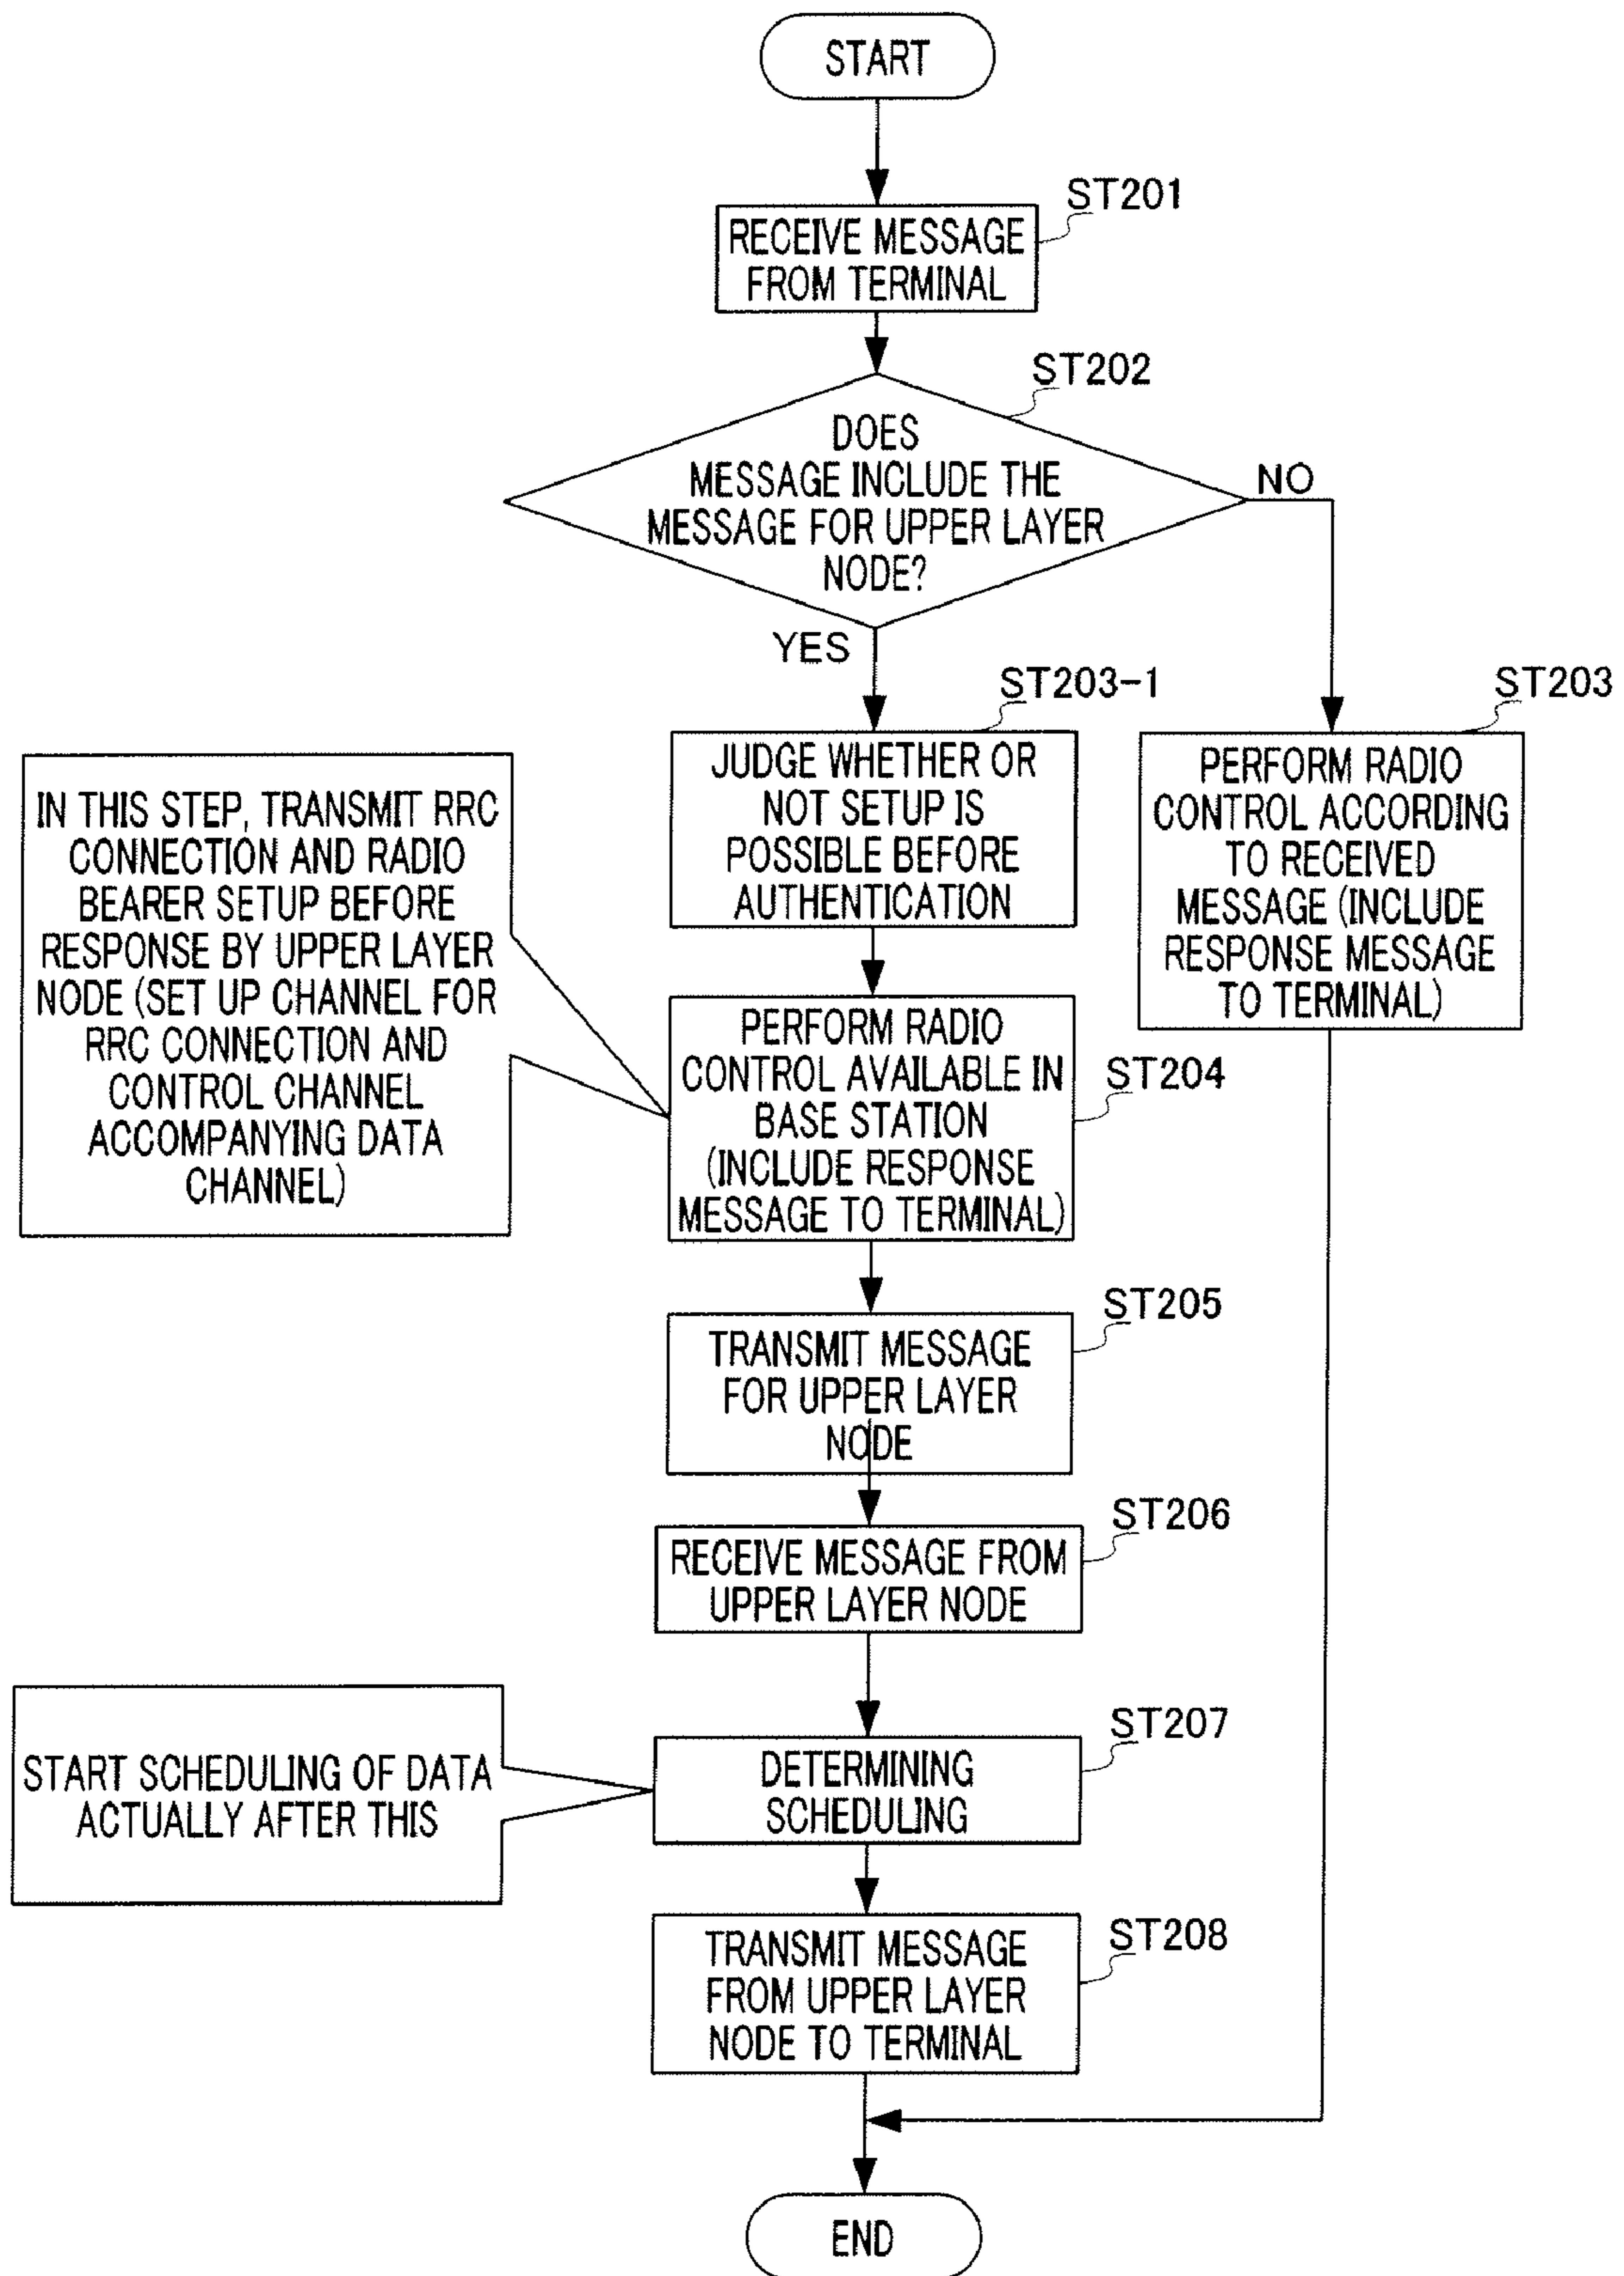 START
ST201
RECEIVE MESSAGE
FROM TERMINAL
ST202
DOES
MESSAGE INCLUDE THE
MESSAGE FOR UPPER LAYER
NODE?
NO
YES
ST203-1
JUDGE WHETHER OR
NOT SETUP IS
POSSIBLE BEFORE
AUTHENTICATION
ST203
PERFORM RADIO
CONTROL ACCORDING
TO RECEIVED
MESSAGE (INCLUDE
RESPONSE MESSAGE
TO TERMINAL)
IN THIS STEP, TRANSMIT RRC
CONNECTION AND RADIO
BEARER SETUP BEFORE
RESPONSE BY UPPER LAYER
NODE (SET UP CHANNEL FOR
RRC CONNECTION AND
CONTROL CHANNEL
ACCOMPANYING DATA
CHANNEL)
PERFORM RADIO
CONTROL AVAILABLE IN
BASE STATION
(INCLUDE RESPONSE
MESSAGE TO TERMINAL)
ST204
ST205
TRANSMIT MESSAGE
FOR UPPER LAYER
NODE
ST206
RECEIVE MESSAGE FROM
UPPER LAYER NODE
ST207
DETERMINING
SCHEDULING
START SCHEDULING OF DATA
ACTUALLY AFTER THIS
ST208
TRANSMIT MESSAGE
FROM UPPER LAYER
NODE TO TERMINAL
END